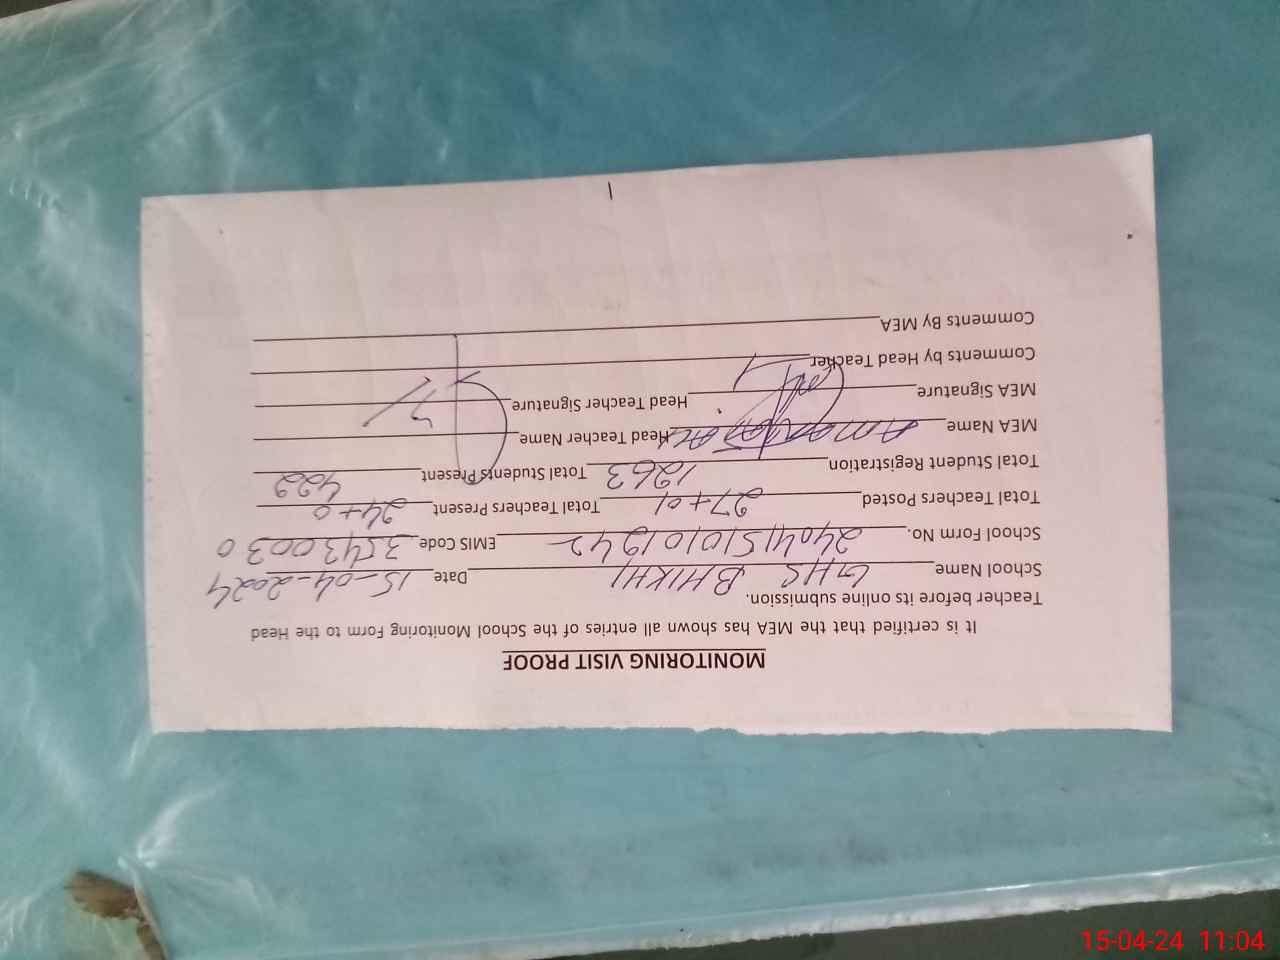 MONITORING VISIT PROOF
It is certified that the MEA has shown all entries of the School Monitoring Form to the Head
Teacher before its online submission.
School Name GHS BHIKHI Date 15-04-2024
School Form No. 24041510101242 EMIS Code 35430030
Total Teachers Posted 27+01 Total Teachers Present 24+0
Total Student Registration 1263 Total Students Present 422
MEA Name Head Teacher Name
MEA Signature Head Teacher Signature
Comments by Head Teacher
Comments By MEA
15-04-24 11:04